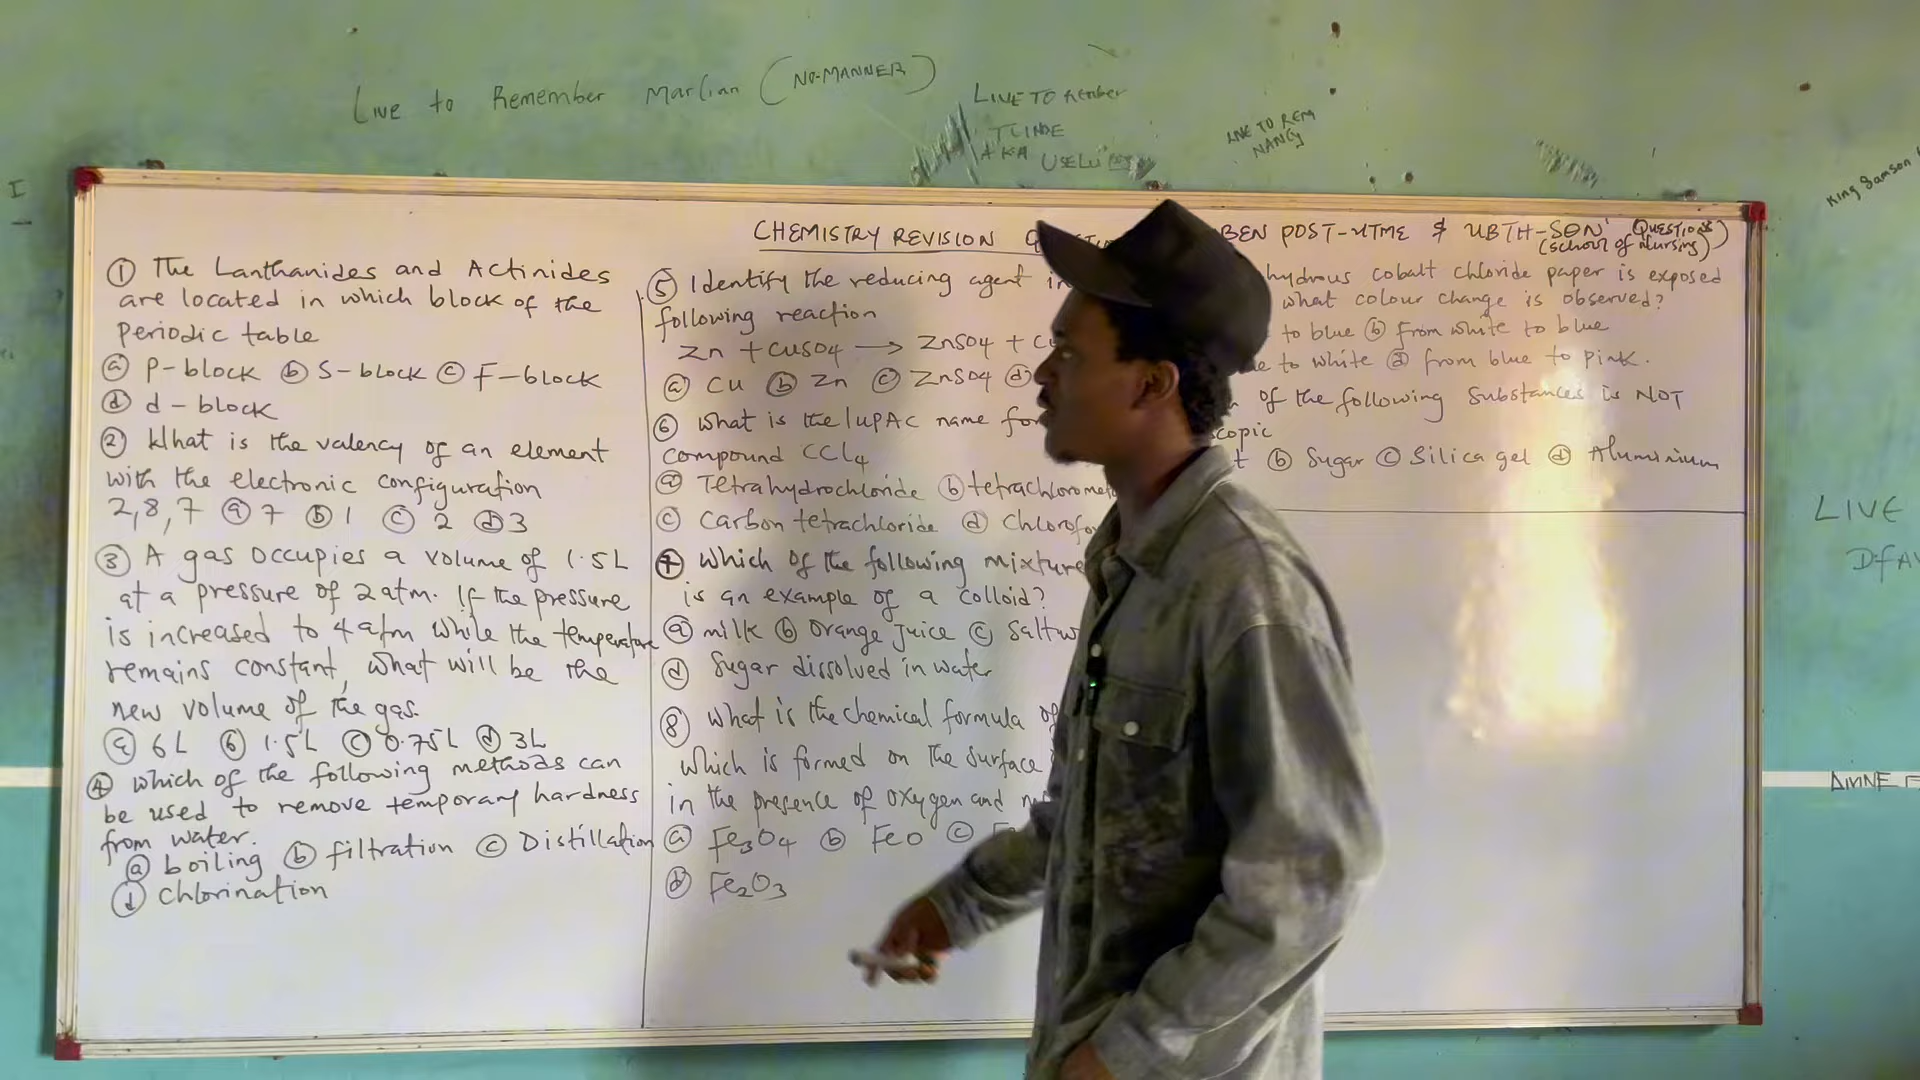 Live to Remember Marlian (NO-MANNER)
LIVE TO
AKA USELU
LIVE TO REM
NANCY
King Samson
I
LIVE
DIVINE
CHEMISTRY REVISION
BEN POST-UTME & UBTH-SON QUESTIONS
(School of Nursing)
① The Lanthanides and Actinides
are located in which block of the
Periodic table
ⓐ P-block ⓑ S-block ⓒ F-block
ⓓ d-block
② What is the valency of an element
with the electronic configuration
2,8,7 ⓐ 7 ⓑ 1 ⓒ 2 ⓓ 3
③ A gas occupies a volume of 1.5L
at a pressure of 2atm. If the pressure
is increased to 4atm while the temperature
remains constant, what will be the
new volume of the gas.
ⓐ 6L ⓑ 1.5L ⓒ 0.75L ⓓ 3L
④ which of the following methods can
be used to remove temporary hardness
from water.
ⓐ boiling ⓑ filtration ⓒ Distillation
ⓓ Chlorination
⑤ Identify the reducing agent in
following reaction
Zn + CuSO4 → ZnSO4 + Cu
ⓐ Cu ⓑ Zn ⓒ ZnSO4 ⓓ
⑥ What is the IUPAC name for
compound CCl4
ⓐ Tetrahydrochloride ⓑ tetrachlorometh
ⓒ Carbon tetrachloride ⓓ Chlorofo
⑦ Which of the following mixture
is an example of a colloid?
ⓐ milk ⓑ Orange juice ⓒ Saltw
ⓓ Sugar dissolved in water
⑧ What is the chemical formula of
which is formed on the surface
in the presence of oxygen and
ⓐ Fe3O4 ⓑ FeO ⓒ
ⓓ Fe2O3
hydrous cobalt chloride paper is exposed
what colour change is observed?
to blue ⓑ from white to blue
to white ⓓ from blue to pink.
of the following Substances is NOT
scopic
t ⓑ Sugar ⓒ Silica gel ⓓ Aluminium